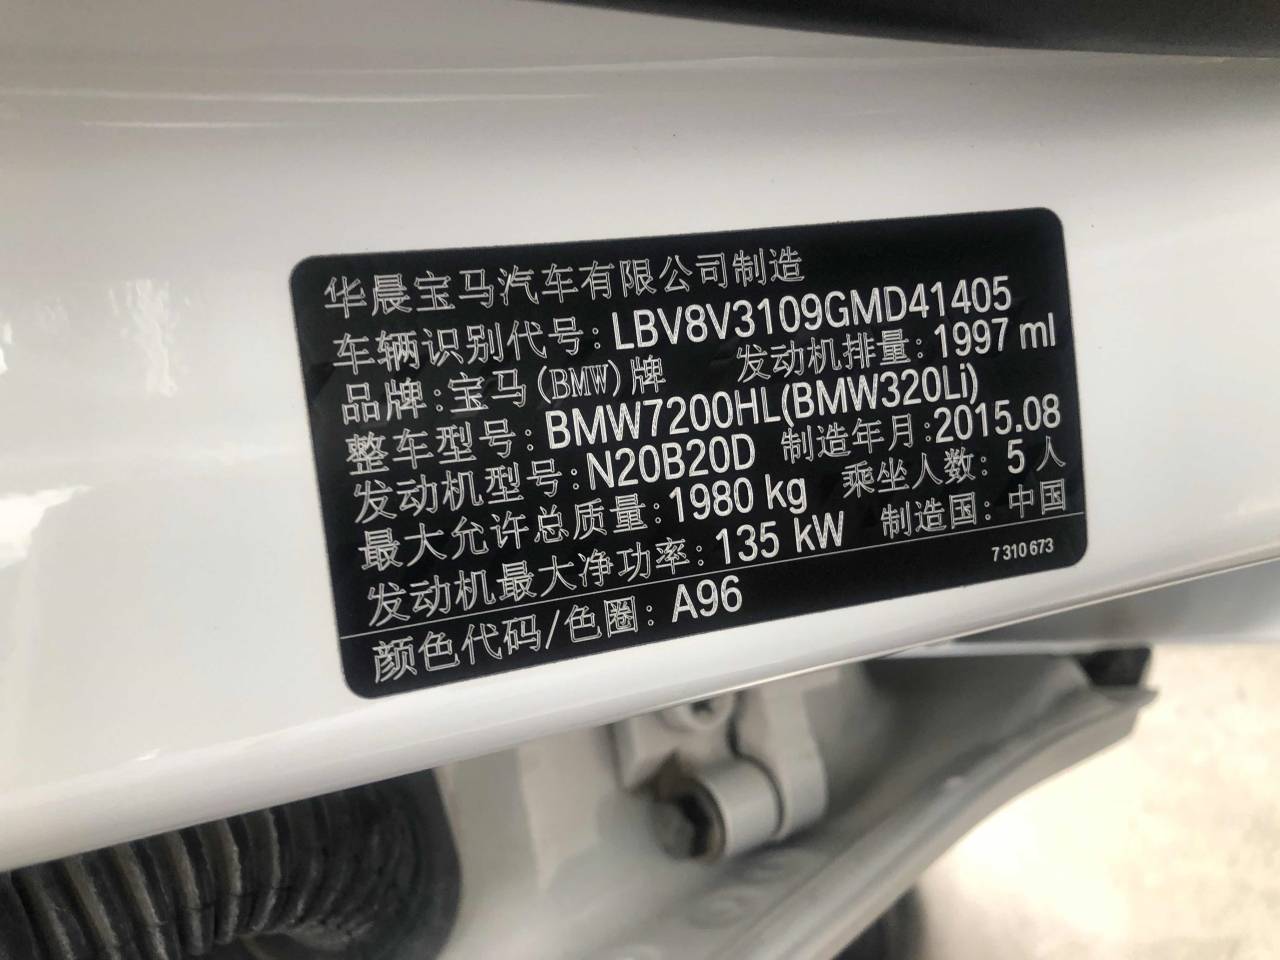 华晨宝马汽车有限公司制造
车辆识别代号: LBV8V3109GMD41405
品牌: 宝马(BMW)牌 发动机排量: 1997 ml
整车型号: BMW7200HL(BMW320Li)
发动机型号: N20B20D 制造年月: 2015.08
最大允许总质量: 1980 kg 乘坐人数: 5 人
发动机最大净功率: 135 kW 制造国: 中国
颜色代码/色圈: A96 7 310 673